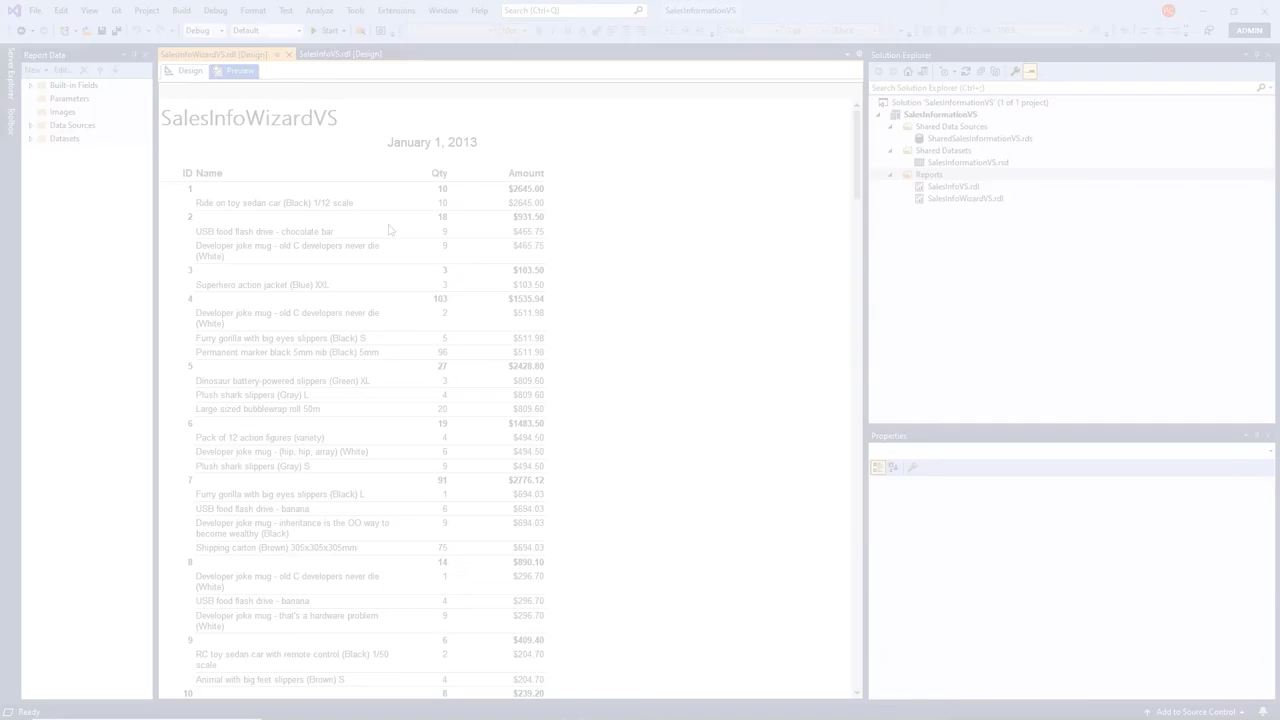 File Edit View Git Project Build Debug Format Test Analyze Tools Extensions Window Help Search (Ctrl+Q) SalesInformationVS
Debug Default Start 100% ADMIN
Server Explorer
Toolbox
Report Data
New Edit...
Built-in Fields
Parameters
Images
Data Sources
Datasets
SalesInfoWizardVS.rdl [Design] SalesInfoVS.rdl [Design]
Design Preview
SalesInfoWizardVS
January 1, 2013
ID Name Qty Amount
1 10 $2645.00
Ride on toy sedan car (Black) 1/12 scale 10 $2645.00
2 18 $931.50
USB food flash drive - chocolate bar 9 $465.75
Developer joke mug - old C developers never die 9 $465.75
(White)
3 3 $103.50
Superhero action jacket (Blue) XXL 3 $103.50
4 103 $1535.94
Developer joke mug - old C developers never die 2 $511.98
(White)
Furry gorilla with big eyes slippers (Black) S 5 $511.98
Permanent marker black 5mm nib (Black) 5mm 96 $511.98
5 27 $2428.80
Dinosaur battery-powered slippers (Green) XL 3 $809.60
Plush shark slippers (Gray) L 4 $809.60
Large sized bubblewrap roll 50m 20 $809.60
6 19 $1483.50
Pack of 12 action figures (variety) 4 $494.50
Developer joke mug - (hip, hip, array) (White) 6 $494.50
Plush shark slippers (Gray) S 9 $494.50
7 91 $2776.12
Furry gorilla with big eyes slippers (Black) L 1 $694.03
USB food flash drive - banana 6 $694.03
Developer joke mug - inheritance is the OO way to 9 $694.03
become wealthy (Black)
Shipping carton (Brown) 305x305x305mm 75 $694.03
8 14 $890.10
Developer joke mug - old C developers never die 1 $296.70
(White)
USB food flash drive - banana 4 $296.70
Developer joke mug - that's a hardware problem 9 $296.70
(White)
9 6 $409.40
RC toy sedan car with remote control (Black) 1/50 2 $204.70
scale
Animal with big feet slippers (Brown) S 4 $204.70
10 8 $239.20
Solution Explorer
Search Solution Explorer (Ctrl+;)
Solution 'SalesInformationVS' (1 of 1 project)
SalesInformationVS
Shared Data Sources
SharedSalesInformationVS.rds
Shared Datasets
SalesInformationVS.rsd
Reports
SalesInfoVS.rdl
SalesInfoWizardVS.rdl
Properties
Ready Add to Source Control